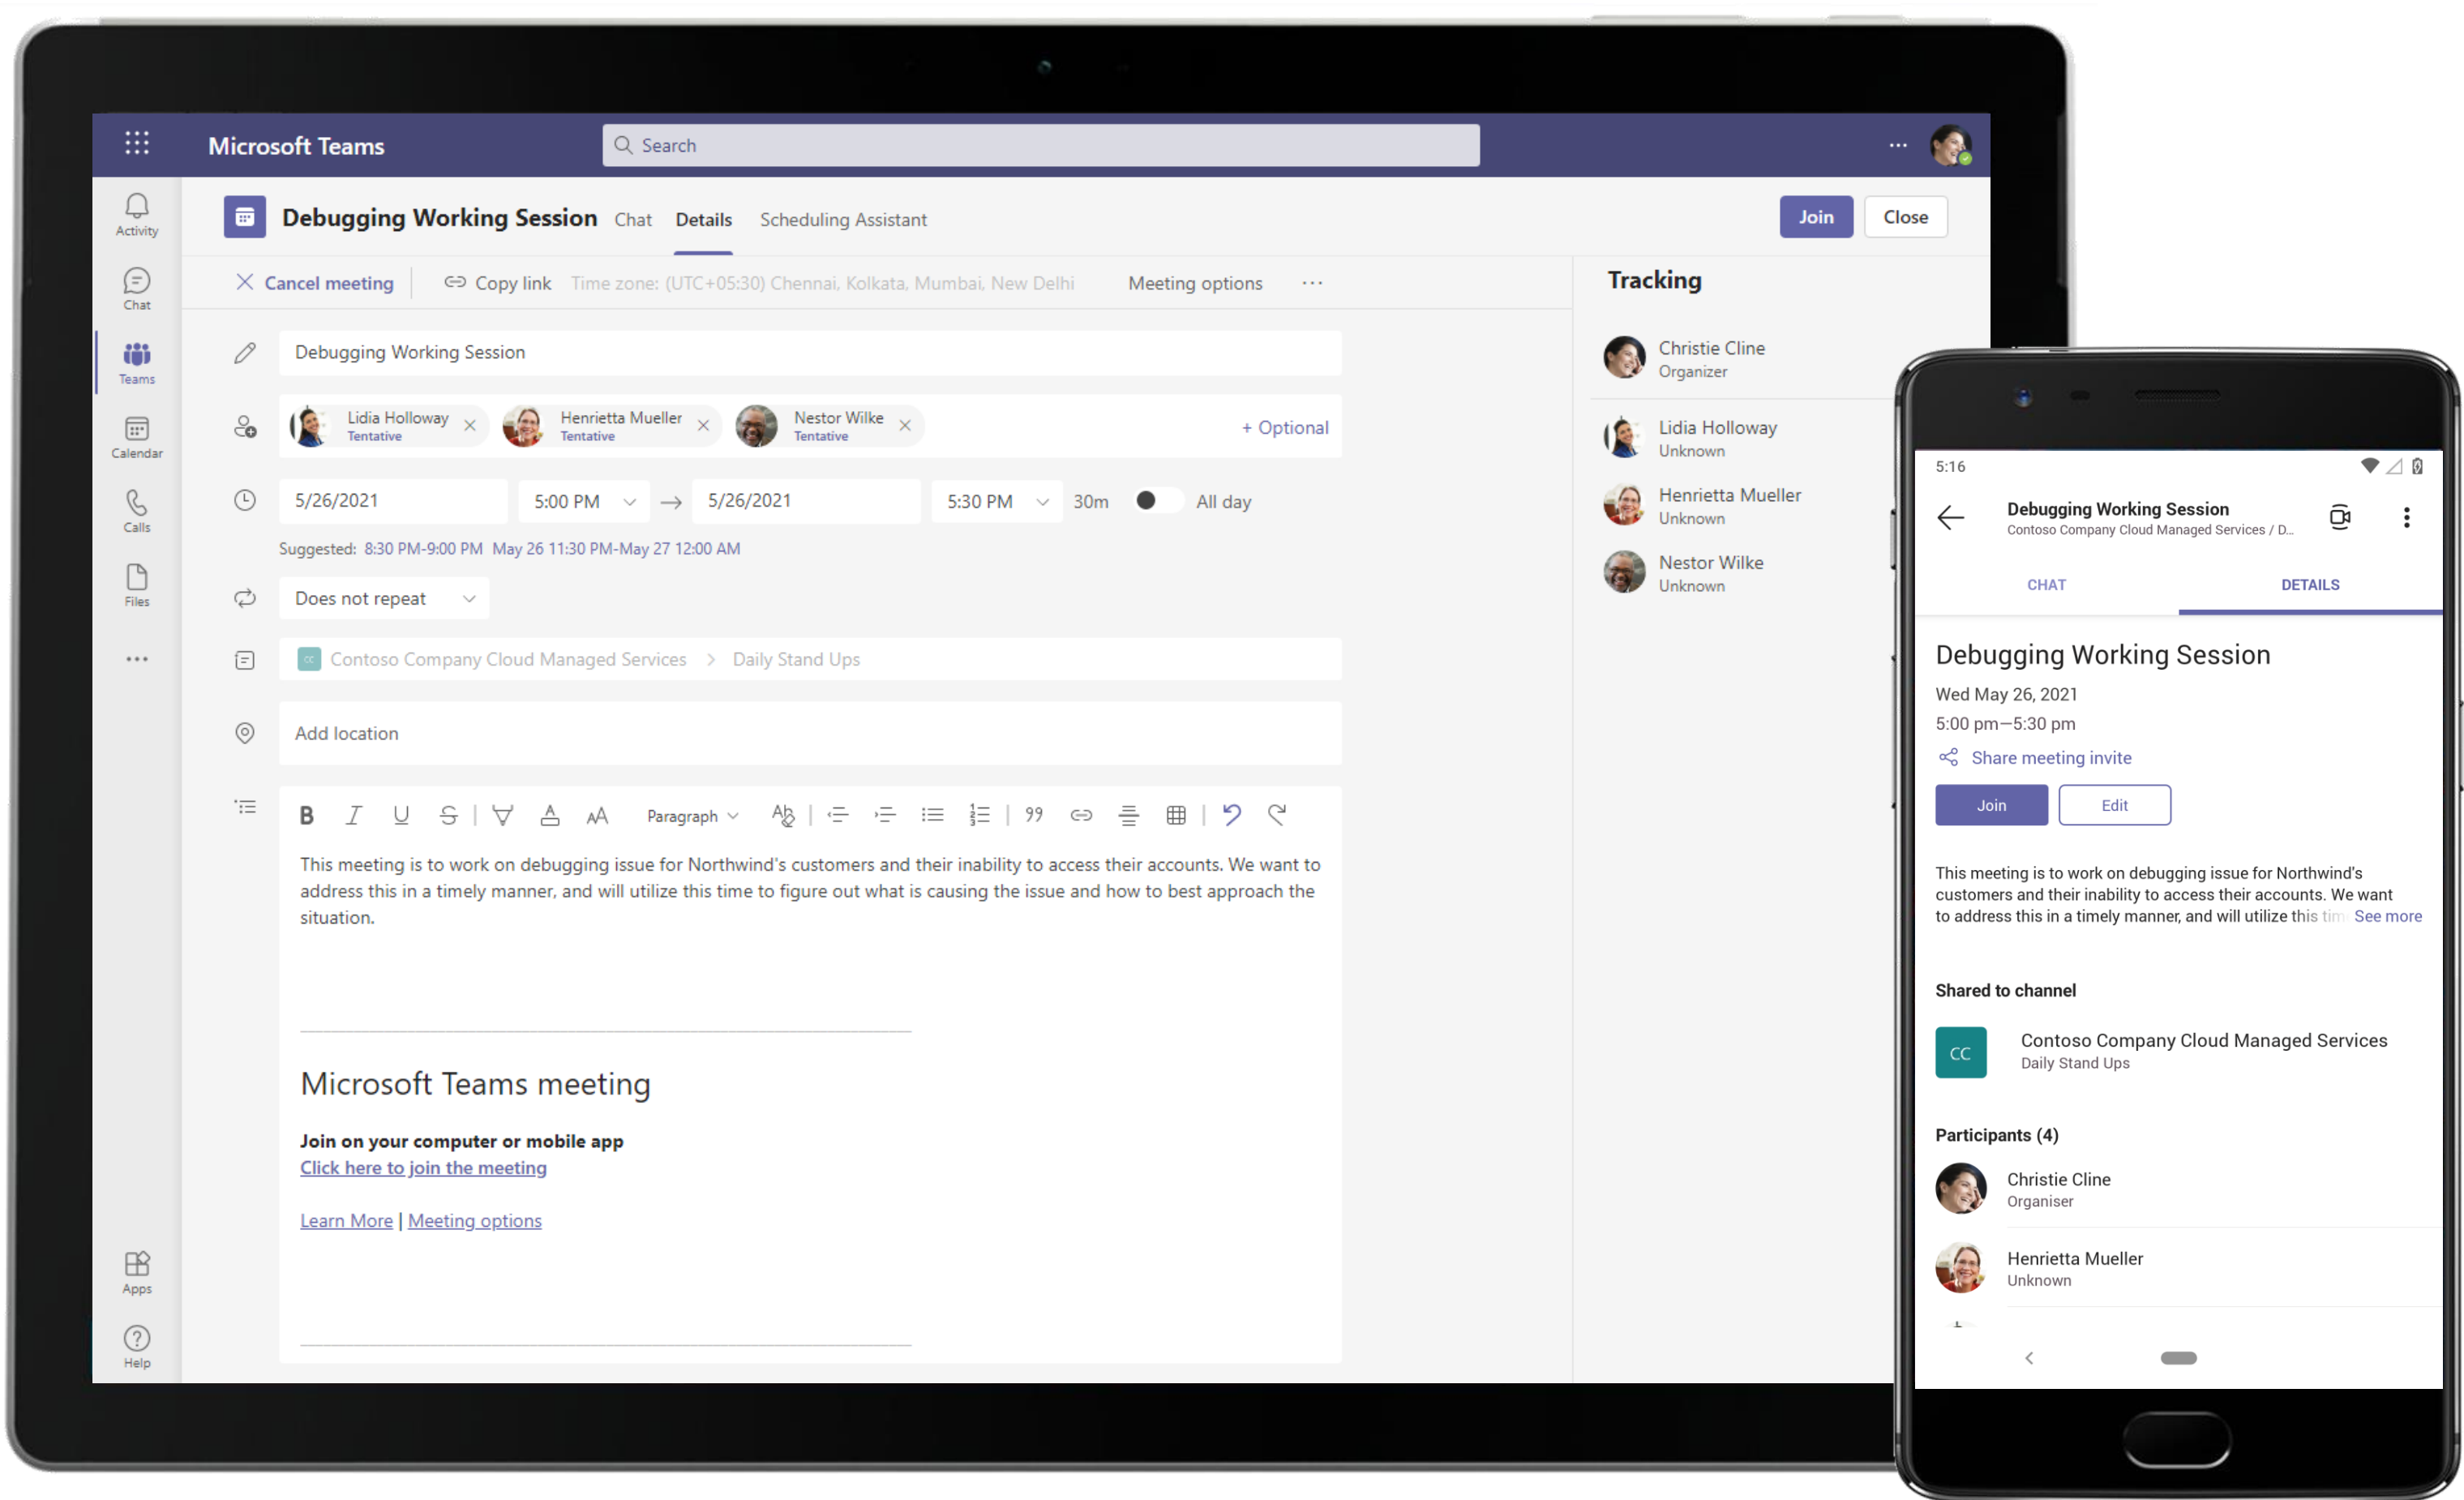 Microsoft Teams
Search
...
Activity
Chat
Teams
Calendar
Calls
Files
...
Apps
Help
Debugging Working Session Chat Details Scheduling Assistant
Join Close
Cancel meeting Copy link Time zone: (UTC+05:30) Chennai, Kolkata, Mumbai, New Delhi Meeting options ...
Debugging Working Session
Lidia Holloway
Tentative
Henrietta Mueller
Tentative
Nestor Wilke
Tentative
+ Optional
5/26/2021 5:00 PM → 5/26/2021 5:30 PM 30m All day
Suggested: 8:30 PM-9:00 PM May 26 11:30 PM-May 27 12:00 AM
Does not repeat
CC Contoso Company Cloud Managed Services > Daily Stand Ups
Add location
B I U S A AA Paragraph Ab 99
This meeting is to work on debugging issue for Northwind's customers and their inability to access their accounts. We want to
address this in a timely manner, and will utilize this time to figure out what is causing the issue and how to best approach the
situation.
Microsoft Teams meeting
Join on your computer or mobile app
Click here to join the meeting
Learn More | Meeting options
Tracking
Christie Cline
Organizer
Lidia Holloway
Unknown
Henrietta Mueller
Unknown
Nestor Wilke
Unknown
5:16
Debugging Working Session
Contoso Company Cloud Managed Services / D...
CHAT DETAILS
Debugging Working Session
Wed May 26, 2021
5:00 pm–5:30 pm
Share meeting invite
Join Edit
This meeting is to work on debugging issue for Northwind's
customers and their inability to access their accounts. We want
to address this in a timely manner, and will utilize this tim See more
Shared to channel
CC Contoso Company Cloud Managed Services
Daily Stand Ups
Participants (4)
Christie Cline
Organiser
Henrietta Mueller
Unknown